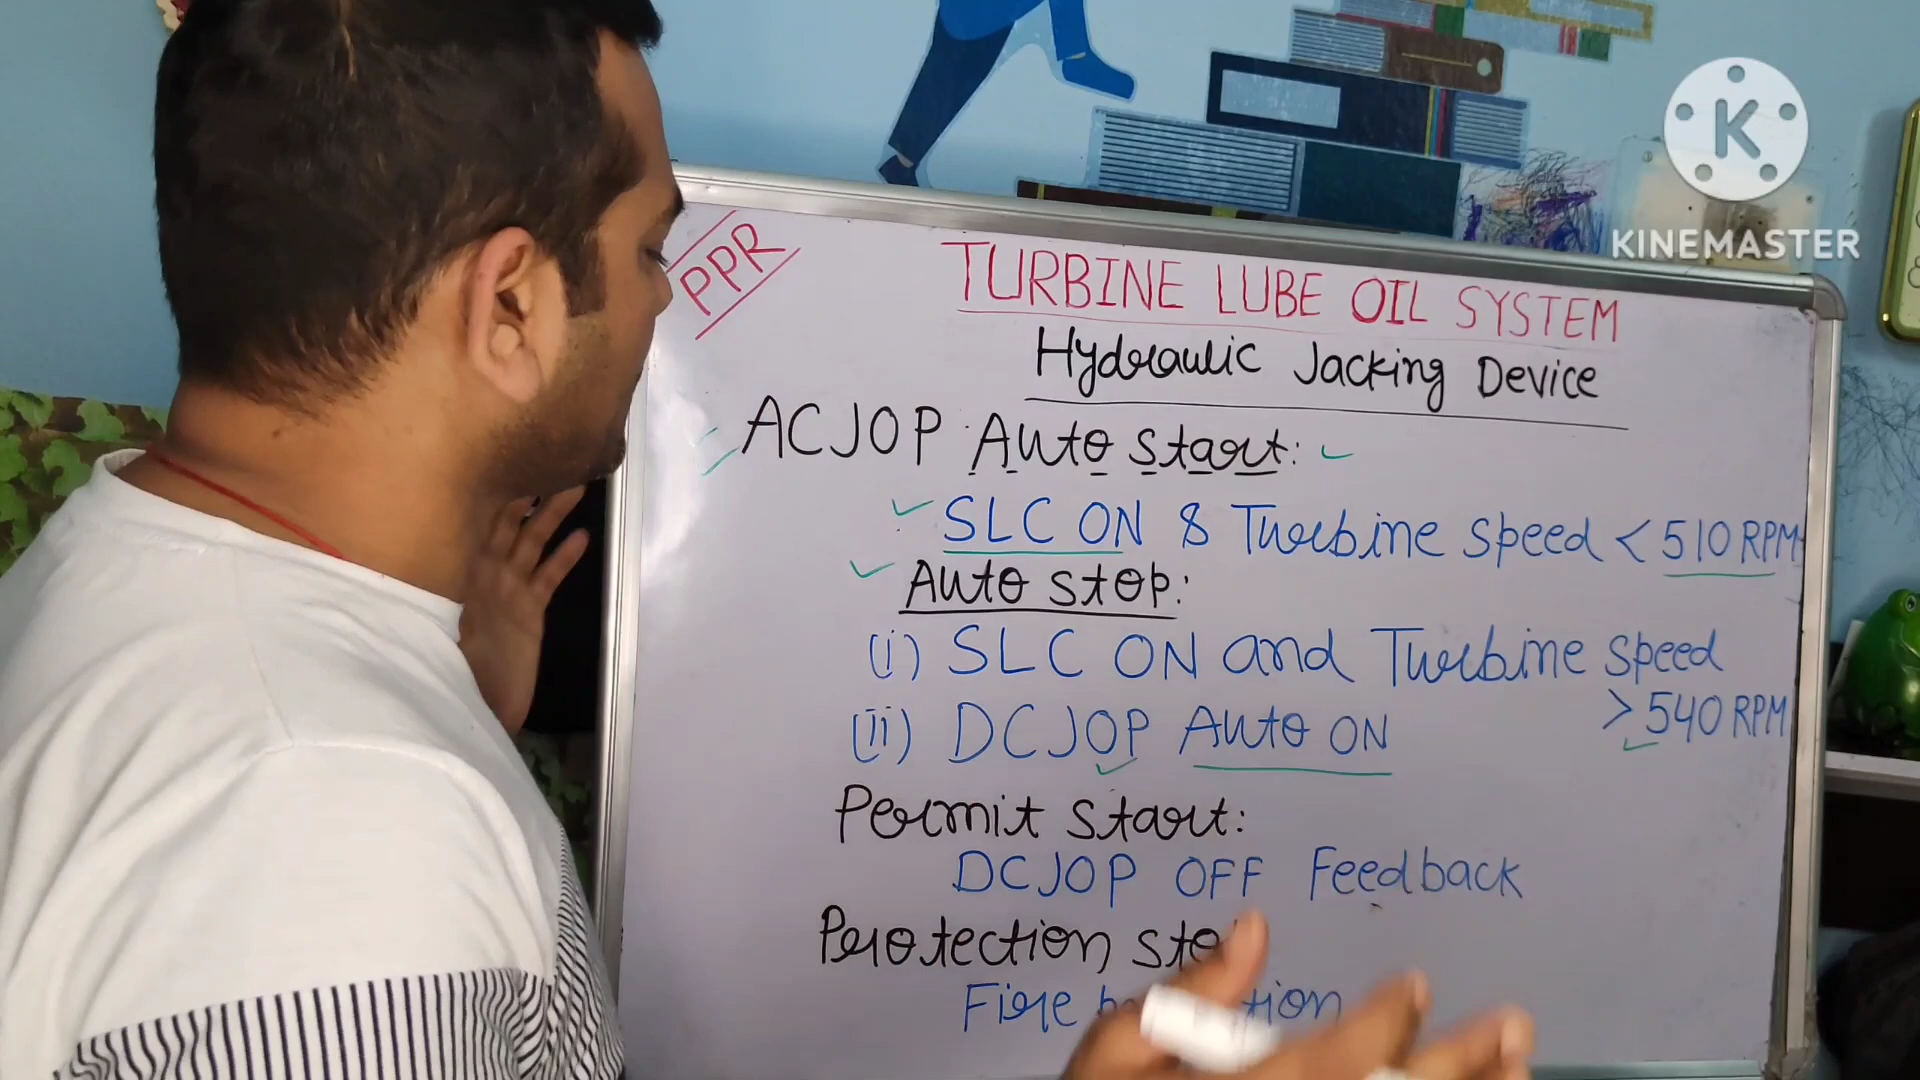 K
KINEMASTER
PPR
TURBINE LUBE OIL SYSTEM
Hydraulic Jacking Device
ACJOP Auto Start:
SLC ON & Turbine Speed < 510 RPM
Auto Stop:
(i) SLC ON and Turbine Speed
> 540 RPM
(ii) DCJOP Auto ON
Permit Start:
DCJOP OFF Feedback
Protection
Fire